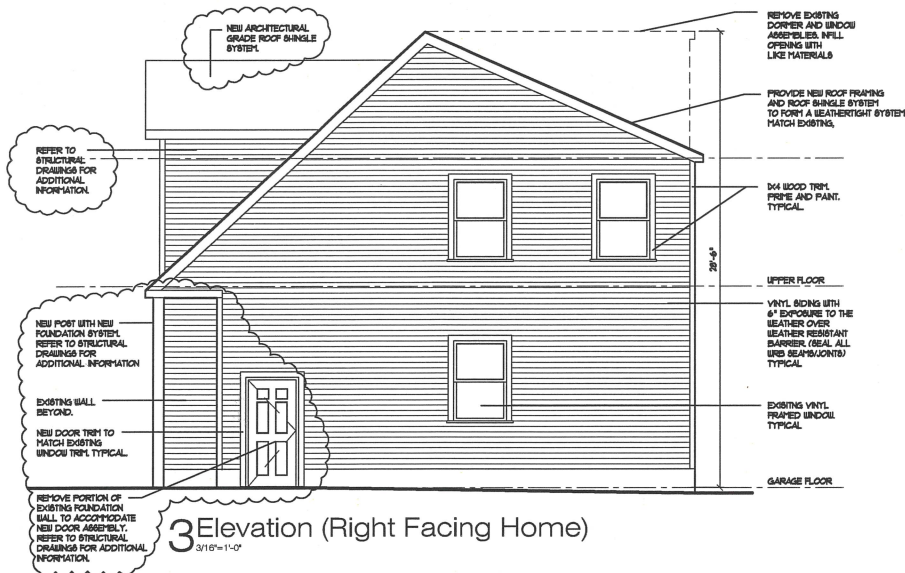 NEW ARCHITECTURAL
GRADE ROOF SHINGLE
SYSTEM.
REMOVE EXISTING
DORMER AND WINDOW
ASSEMBLIES. INFILL
OPENING WITH
LIKE MATERIALS
PROVIDE NEW ROOF FRAMING
AND ROOF SHINGLE SYSTEM
TO FORM A WEATHERTIGHT SYSTEM
MATCH EXISTING,
REFER TO
STRUCTURAL
DRAWINGS FOR
ADDITIONAL
INFORMATION.
1X4 WOOD TRIM.
PRIME AND PAINT.
TYPICAL.
28'-6"
UPPER FLOOR
VINYL SIDING WITH
6" EXPOSURE TO THE
WEATHER OVER
WEATHER RESISTANT
BARRIER. (SEAL ALL
WRB SEAMS/JOINTS)
TYPICAL
NEW POST WITH NEW
FOUNDATION SYSTEM.
REFER TO STRUCTURAL
DRAWINGS FOR
ADDITIONAL INFORMATION
EXISTING WALL
BEYOND.
EXISITNG VINYL
FRAMED WINDOW.
TYPICAL
NEW DOOR TRIM TO
MATCH EXISTING
WINDOW TRIM. TYPICAL.
GARAGE FLOOR
REMOVE PORTION OF
EXISTING FOUNDATION
WALL TO ACCOMMODATE
NEW DOOR ASSEMBLY.
REFER TO STRUCTURAL
DRAWINGS FOR ADDITIONAL
INFORMATION.
3 Elevation (Right Facing Home)
3/16"=1'-0"